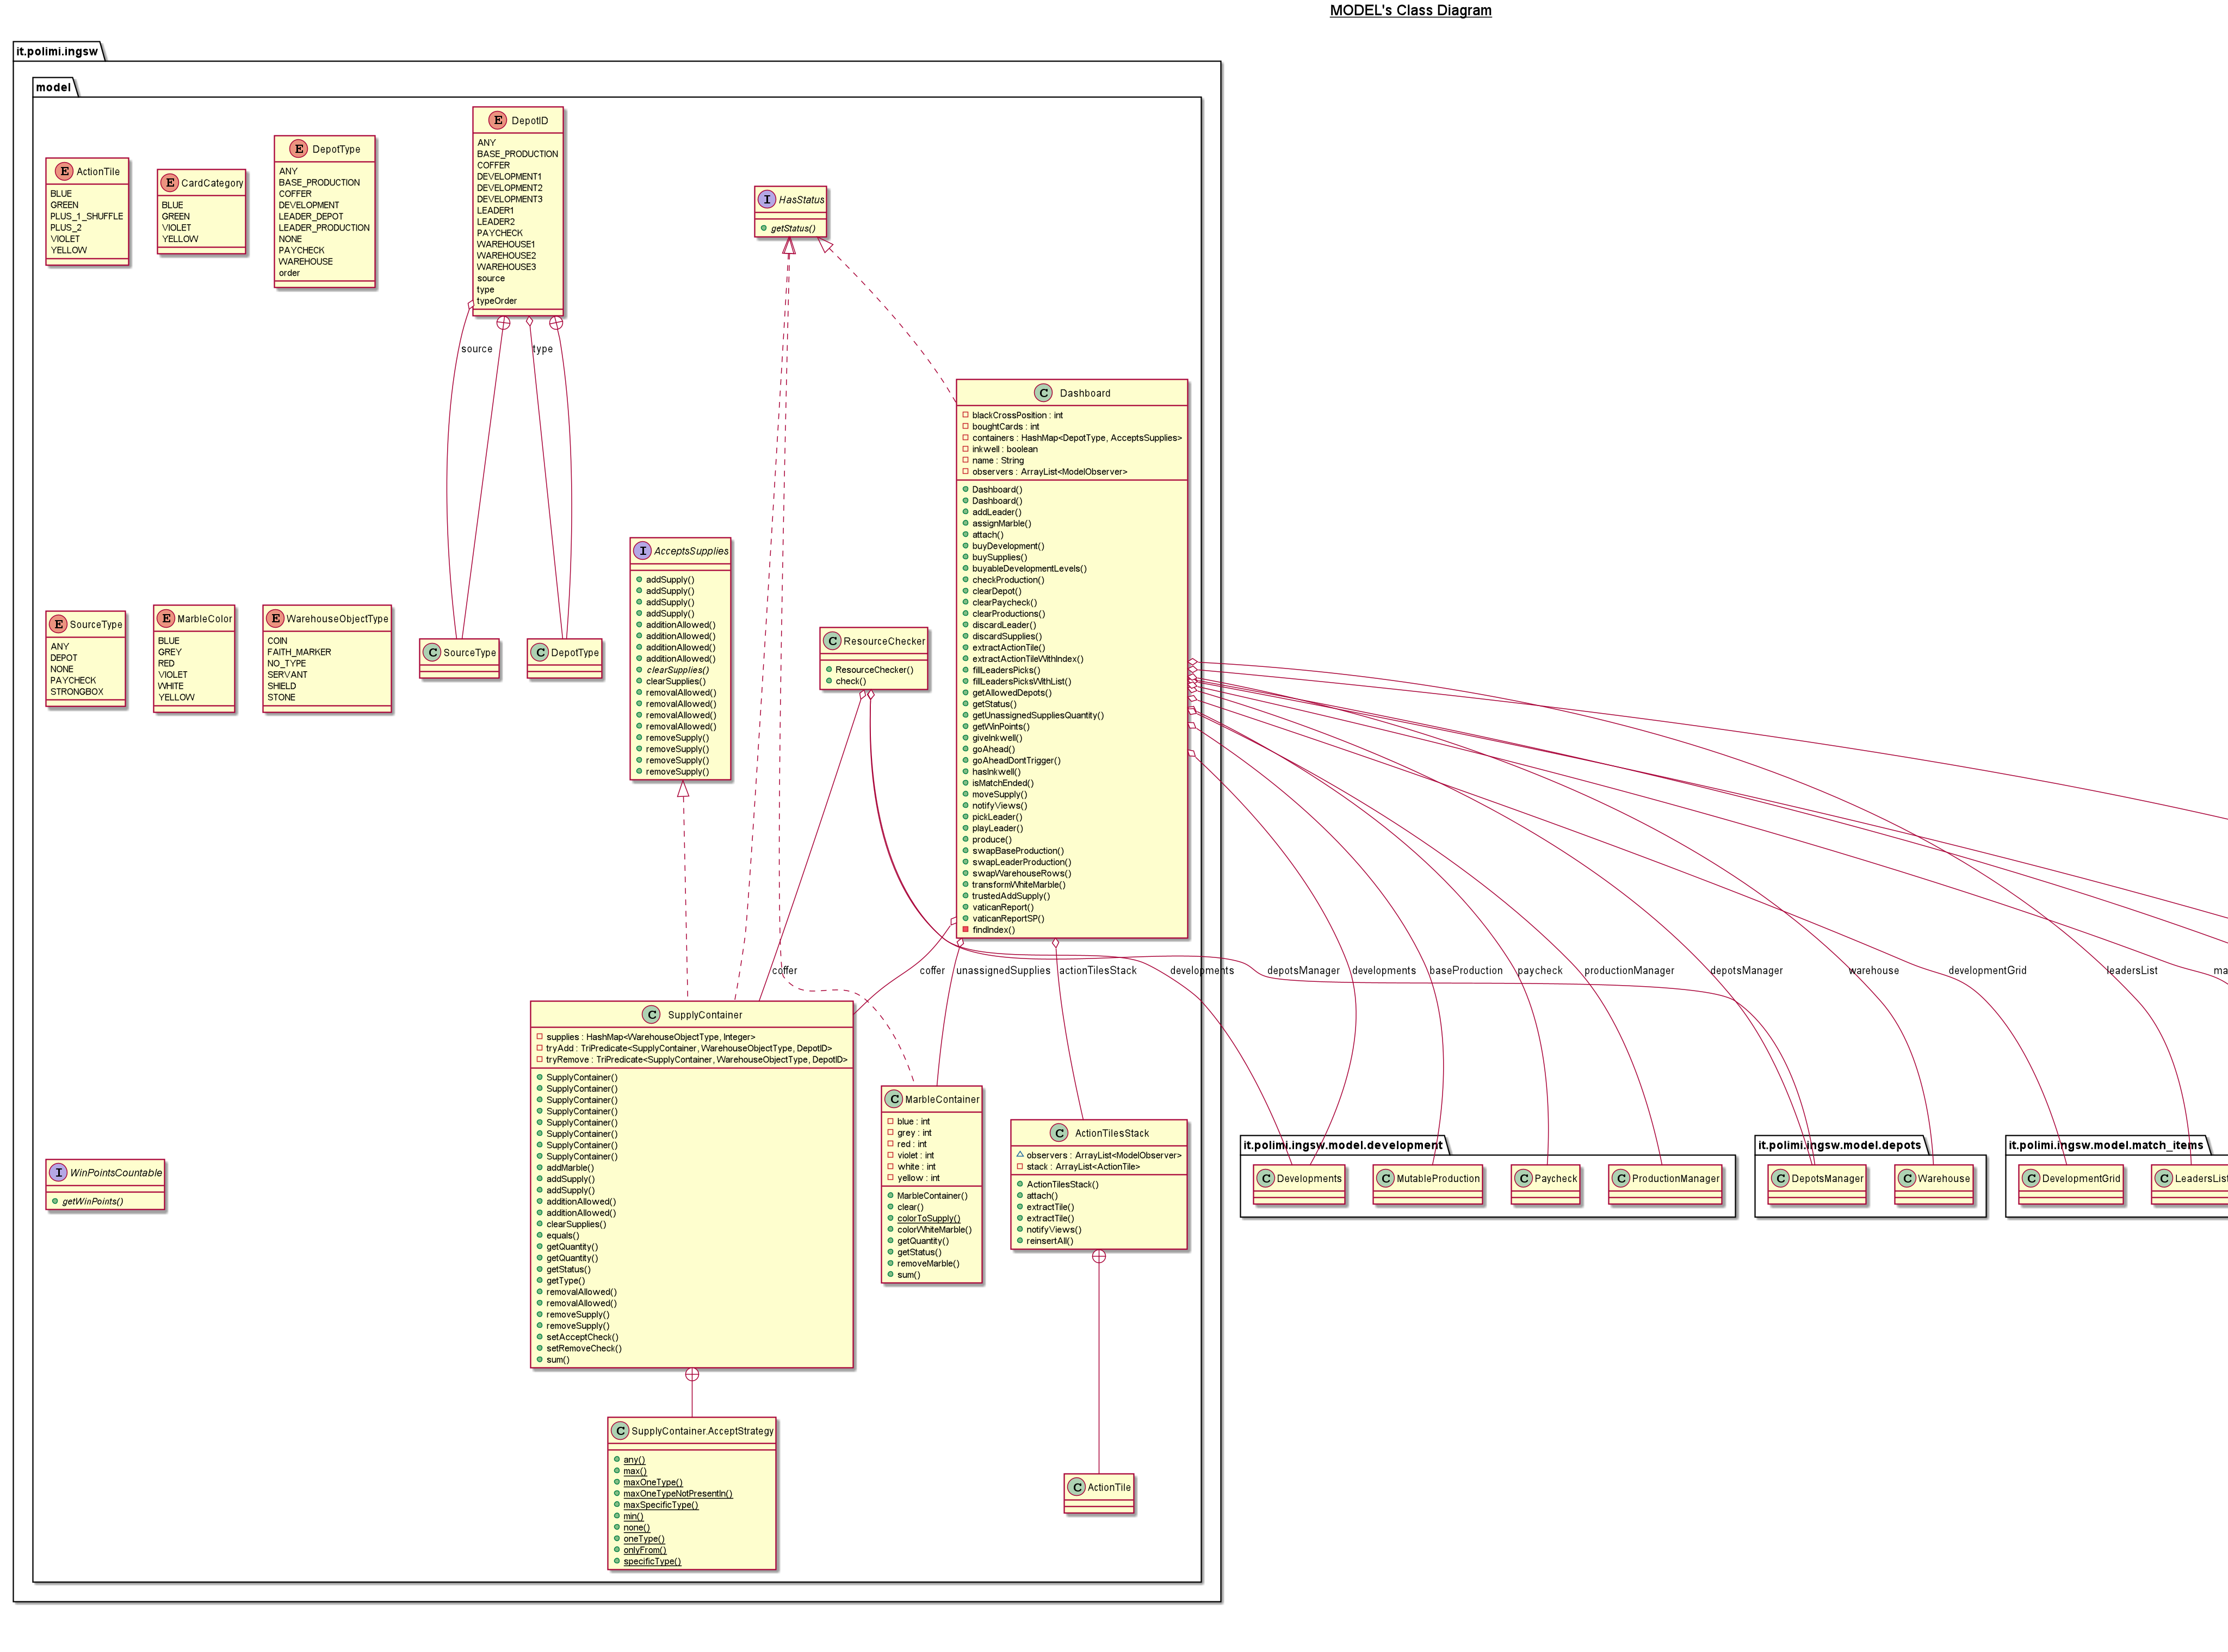 MODEL's Class Diagram
it.polimi.ingsw
model
E ActionTile
BLUE
GREEN
PLUS_1_SHUFFLE
PLUS_2
VIOLET
YELLOW
E CardCategory
BLUE
GREEN
VIOLET
YELLOW
E DepotType
ANY
BASE_PRODUCTION
COFFER
DEVELOPMENT
LEADER_DEPOT
LEADER_PRODUCTION
NONE
PAYCHECK
WAREHOUSE
order
E DepotID
ANY
BASE_PRODUCTION
COFFER
DEVELOPMENT1
DEVELOPMENT2
DEVELOPMENT3
LEADER1
LEADER2
PAYCHECK
WAREHOUSE1
WAREHOUSE2
WAREHOUSE3
source
type
typeOrder
I HasStatus
getStatus()
source
type
C Dashboard
blackCrossPosition : int
boughtCards : int
containers : HashMap<DepotType, AcceptsSupplies>
inkwell : boolean
name : String
observers : ArrayList<ModelObserver>
Dashboard()
Dashboard()
addLeader()
assignMarble()
attach()
buyDevelopment()
buySupplies()
buyableDevelopmentLevels()
checkProduction()
clearDepot()
clearPaycheck()
clearProductions()
discardLeader()
discardSupplies()
extractActionTile()
extractActionTileWithIndex()
fillLeadersPicks()
fillLeadersPicksWithList()
getAllowedDepots()
getStatus()
getUnassignedSuppliesQuantity()
getWinPoints()
giveInkwell()
goAhead()
goAheadDontTrigger()
hasInkwell()
isMatchEnded()
moveSupply()
notifyViews()
pickLeader()
playLeader()
produce()
swapBaseProduction()
swapLeaderProduction()
swapWarehouseRows()
transformWhiteMarble()
trustedAddSupply()
vaticanReport()
vaticanReportSP()
findIndex()
I AcceptsSupplies
addSupply()
addSupply()
addSupply()
addSupply()
additionAllowed()
additionAllowed()
additionAllowed()
additionAllowed()
clearSupplies()
clearSupplies()
removalAllowed()
removalAllowed()
removalAllowed()
removalAllowed()
removeSupply()
removeSupply()
removeSupply()
removeSupply()
E SourceType
ANY
DEPOT
NONE
PAYCHECK
STRONGBOX
E MarbleColor
BLUE
GREY
RED
VIOLET
WHITE
YELLOW
E WarehouseObjectType
COIN
FAITH_MARKER
NO_TYPE
SERVANT
SHIELD
STONE
C SourceType
C DepotType
C ResourceChecker
ResourceChecker()
check()
coffer
coffer
unassignedSupplies
actionTilesStack
developments
depotsManager
developments
baseProduction
paycheck
productionManager
depotsManager
warehouse
developmentGrid
leadersList
ma
C SupplyContainer
supplies : HashMap<WarehouseObjectType, Integer>
tryAdd : TriPredicate<SupplyContainer, WarehouseObjectType, DepotID>
tryRemove : TriPredicate<SupplyContainer, WarehouseObjectType, DepotID>
SupplyContainer()
SupplyContainer()
SupplyContainer()
SupplyContainer()
SupplyContainer()
SupplyContainer()
SupplyContainer()
SupplyContainer()
addMarble()
addSupply()
addSupply()
additionAllowed()
additionAllowed()
clearSupplies()
equals()
getQuantity()
getQuantity()
getStatus()
getType()
removalAllowed()
removalAllowed()
removeSupply()
removeSupply()
setAcceptCheck()
setRemoveCheck()
sum()
C MarbleContainer
blue : int
grey : int
red : int
violet : int
white : int
yellow : int
MarbleContainer()
clear()
colorToSupply()
colorWhiteMarble()
getQuantity()
getStatus()
removeMarble()
sum()
C ActionTilesStack
observers : ArrayList<ModelObserver>
stack : ArrayList<ActionTile>
ActionTilesStack()
attach()
extractTile()
extractTile()
notifyViews()
reinsertAll()
it.polimi.ingsw.model.development
C Developments
C MutableProduction
C Paycheck
C ProductionManager
it.polimi.ingsw.model.depots
C DepotsManager
C Warehouse
it.polimi.ingsw.model.match_items
C DevelopmentGrid
C LeadersList
I WinPointsCountable
getWinPoints()
C SupplyContainer.AcceptStrategy
any()
max()
maxOneType()
maxOneTypeNotPresentIn()
maxSpecificType()
min()
none()
oneType()
onlyFrom()
specificType()
C ActionTile